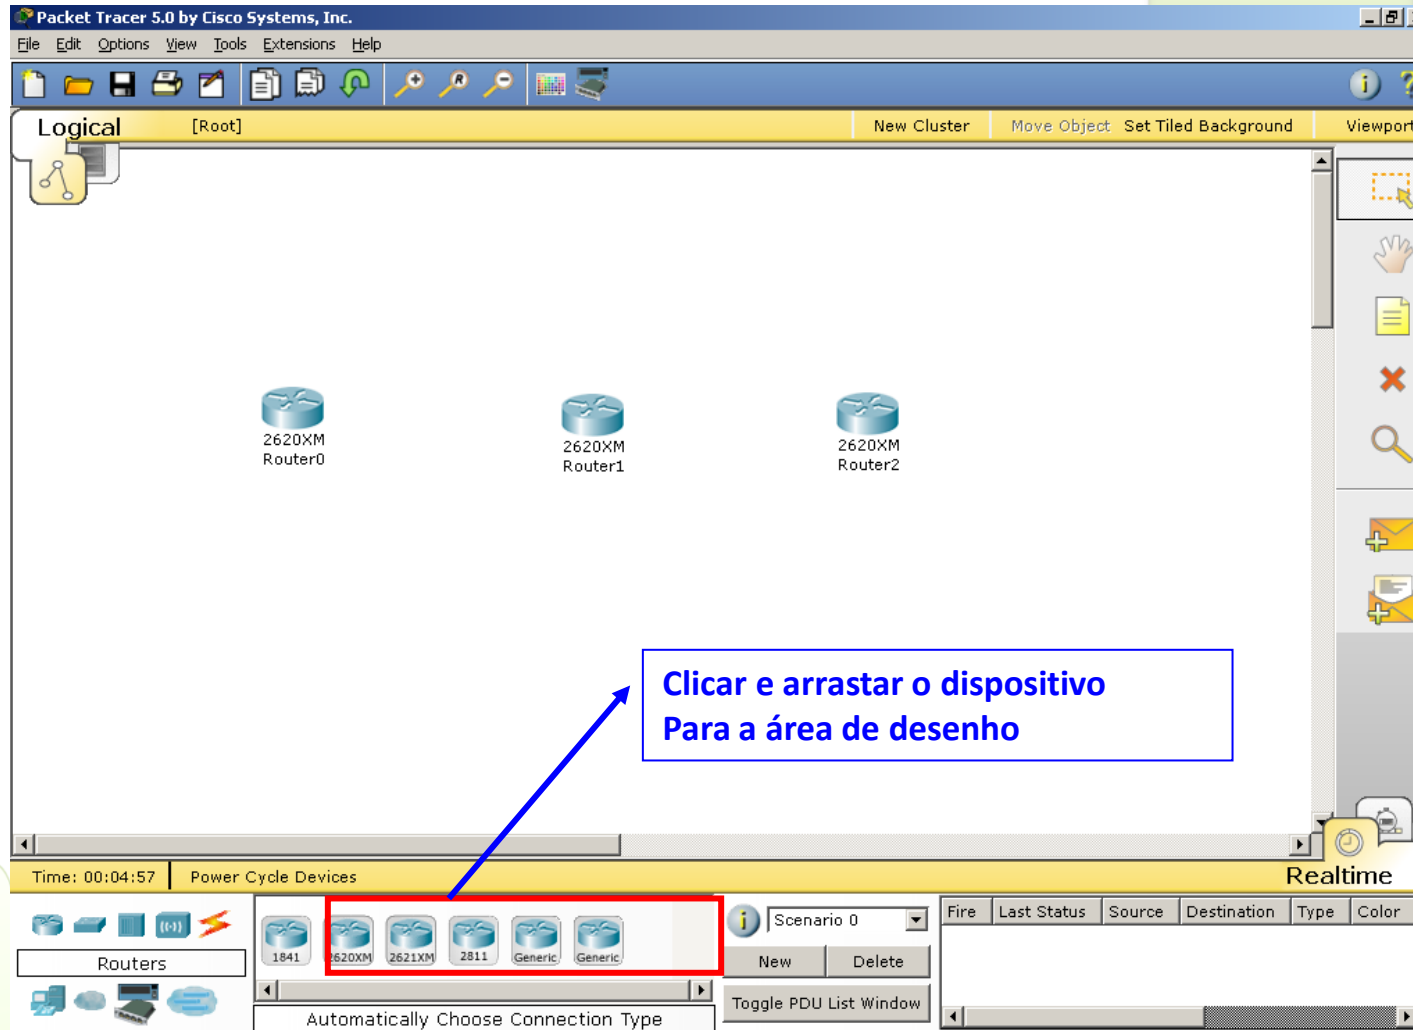 Packet Tracer 5.0 by Cisco Systems, Inc.
File Edit Options View Tools Extensions Help
Logical [Root] New Cluster Move Object Set Tiled Background Viewport
2620XM
Router0
2620XM
Router1
2620XM
Router2
Clicar e arrastar o dispositivo
Para a área de desenho
Time: 00:04:57 Power Cycle Devices Realtime
Routers
1841 2620XM 2621XM 2811 Generic Generic
Automatically Choose Connection Type
Scenario 0
New Delete
Toggle PDU List Window
Fire Last Status Source Destination Type Color